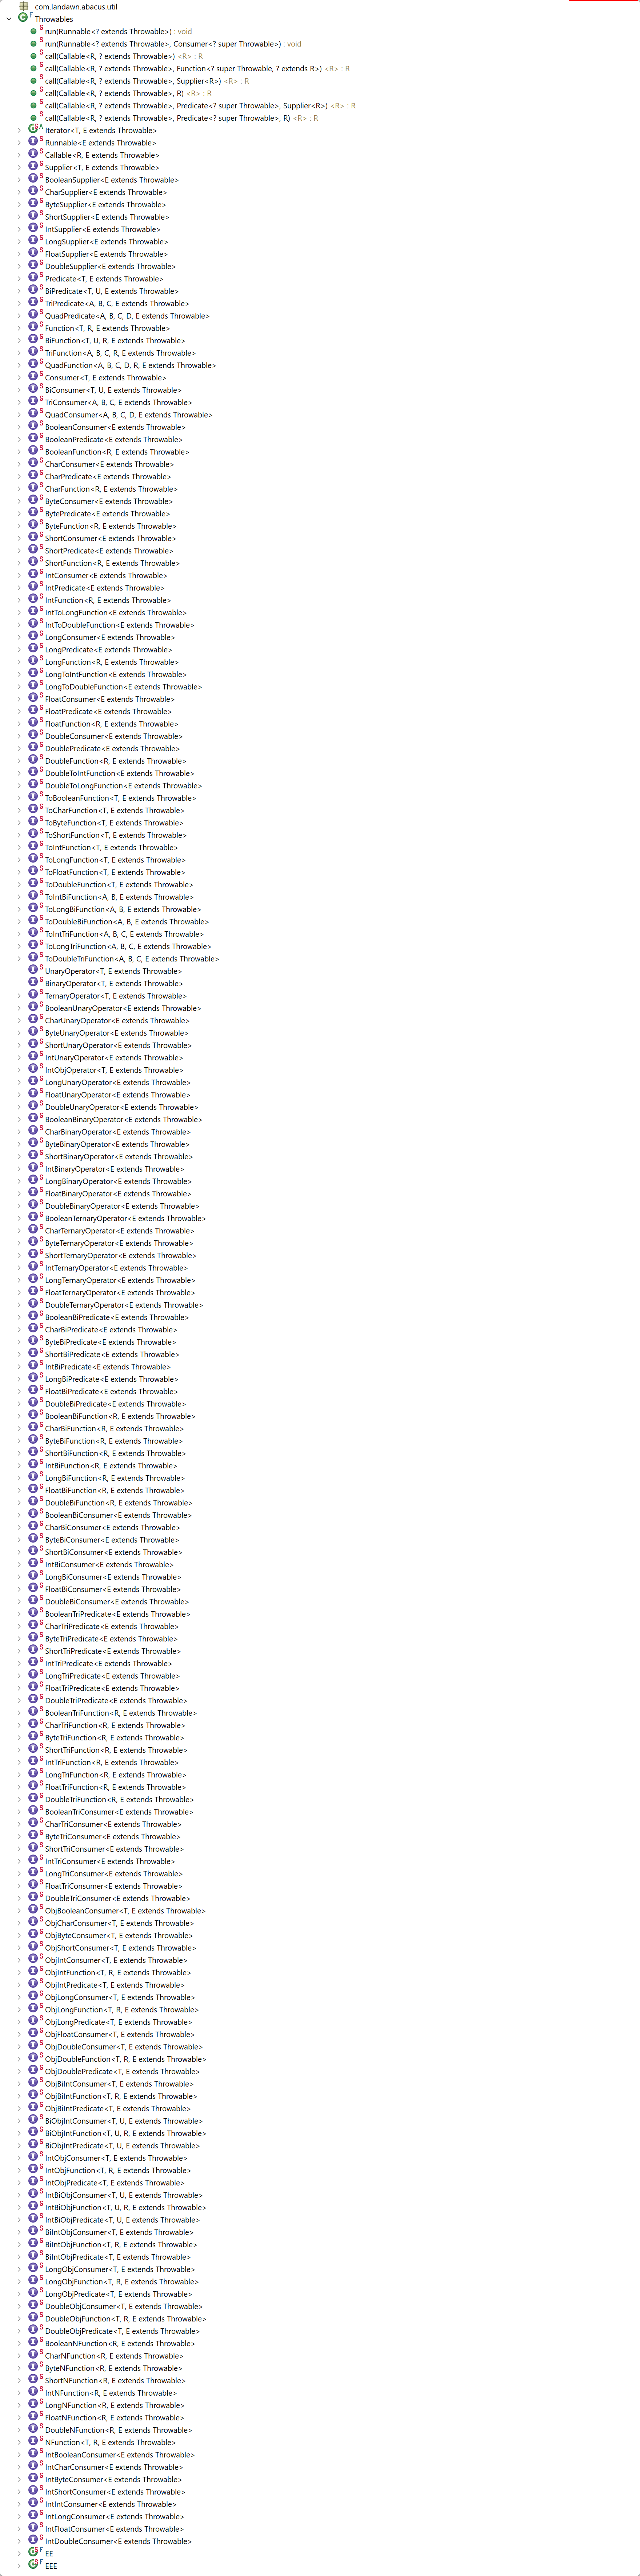 com.landawn.abacus.util
Throwables
run(Runnable<? extends Throwable>) : void
run(Runnable<? extends Throwable>, Consumer<? super Throwable>) : void
call(Callable<R, ? extends Throwable>) <R> : R
call(Callable<R, ? extends Throwable>, Function<? super Throwable, ? extends R>) <R> : R
call(Callable<R, ? extends Throwable>, Supplier<R>) <R> : R
call(Callable<R, ? extends Throwable>, R) <R> : R
call(Callable<R, ? extends Throwable>, Predicate<? super Throwable>, Supplier<R>) <R> : R
call(Callable<R, ? extends Throwable>, Predicate<? super Throwable>, R) <R> : R
Iterator<T, E extends Throwable>
Runnable<E extends Throwable>
Callable<R, E extends Throwable>
Supplier<T, E extends Throwable>
BooleanSupplier<E extends Throwable>
CharSupplier<E extends Throwable>
ByteSupplier<E extends Throwable>
ShortSupplier<E extends Throwable>
IntSupplier<E extends Throwable>
LongSupplier<E extends Throwable>
FloatSupplier<E extends Throwable>
DoubleSupplier<E extends Throwable>
Predicate<T, E extends Throwable>
BiPredicate<T, U, E extends Throwable>
TriPredicate<A, B, C, E extends Throwable>
QuadPredicate<A, B, C, D, E extends Throwable>
Function<T, R, E extends Throwable>
BiFunction<T, U, R, E extends Throwable>
TriFunction<A, B, C, R, E extends Throwable>
QuadFunction<A, B, C, D, R, E extends Throwable>
Consumer<T, E extends Throwable>
BiConsumer<T, U, E extends Throwable>
TriConsumer<A, B, C, E extends Throwable>
QuadConsumer<A, B, C, D, E extends Throwable>
BooleanConsumer<E extends Throwable>
BooleanPredicate<E extends Throwable>
BooleanFunction<R, E extends Throwable>
CharConsumer<E extends Throwable>
CharPredicate<E extends Throwable>
CharFunction<R, E extends Throwable>
ByteConsumer<E extends Throwable>
BytePredicate<E extends Throwable>
ByteFunction<R, E extends Throwable>
ShortConsumer<E extends Throwable>
ShortPredicate<E extends Throwable>
ShortFunction<R, E extends Throwable>
IntConsumer<E extends Throwable>
IntPredicate<E extends Throwable>
IntFunction<R, E extends Throwable>
IntToLongFunction<E extends Throwable>
IntToDoubleFunction<E extends Throwable>
LongConsumer<E extends Throwable>
LongPredicate<E extends Throwable>
LongFunction<R, E extends Throwable>
LongToIntFunction<E extends Throwable>
LongToDoubleFunction<E extends Throwable>
FloatConsumer<E extends Throwable>
FloatPredicate<E extends Throwable>
FloatFunction<R, E extends Throwable>
DoubleConsumer<E extends Throwable>
DoublePredicate<E extends Throwable>
DoubleFunction<R, E extends Throwable>
DoubleToIntFunction<E extends Throwable>
DoubleToLongFunction<E extends Throwable>
ToBooleanFunction<T, E extends Throwable>
ToCharFunction<T, E extends Throwable>
ToByteFunction<T, E extends Throwable>
ToShortFunction<T, E extends Throwable>
ToIntFunction<T, E extends Throwable>
ToLongFunction<T, E extends Throwable>
ToFloatFunction<T, E extends Throwable>
ToDoubleFunction<T, E extends Throwable>
ToIntBiFunction<A, B, E extends Throwable>
ToLongBiFunction<A, B, E extends Throwable>
ToDoubleBiFunction<A, B, E extends Throwable>
ToIntTriFunction<A, B, C, E extends Throwable>
ToLongTriFunction<A, B, C, E extends Throwable>
ToDoubleTriFunction<A, B, C, E extends Throwable>
UnaryOperator<T, E extends Throwable>
BinaryOperator<T, E extends Throwable>
TernaryOperator<T, E extends Throwable>
BooleanUnaryOperator<E extends Throwable>
CharUnaryOperator<E extends Throwable>
ByteUnaryOperator<E extends Throwable>
ShortUnaryOperator<E extends Throwable>
IntUnaryOperator<E extends Throwable>
IntObjOperator<T, E extends Throwable>
LongUnaryOperator<E extends Throwable>
FloatUnaryOperator<E extends Throwable>
DoubleUnaryOperator<E extends Throwable>
BooleanBinaryOperator<E extends Throwable>
CharBinaryOperator<E extends Throwable>
ByteBinaryOperator<E extends Throwable>
ShortBinaryOperator<E extends Throwable>
IntBinaryOperator<E extends Throwable>
LongBinaryOperator<E extends Throwable>
FloatBinaryOperator<E extends Throwable>
DoubleBinaryOperator<E extends Throwable>
BooleanTernaryOperator<E extends Throwable>
CharTernaryOperator<E extends Throwable>
ByteTernaryOperator<E extends Throwable>
ShortTernaryOperator<E extends Throwable>
IntTernaryOperator<E extends Throwable>
LongTernaryOperator<E extends Throwable>
FloatTernaryOperator<E extends Throwable>
DoubleTernaryOperator<E extends Throwable>
BooleanBiPredicate<E extends Throwable>
CharBiPredicate<E extends Throwable>
ByteBiPredicate<E extends Throwable>
ShortBiPredicate<E extends Throwable>
IntBiPredicate<E extends Throwable>
LongBiPredicate<E extends Throwable>
FloatBiPredicate<E extends Throwable>
DoubleBiPredicate<E extends Throwable>
BooleanBiFunction<R, E extends Throwable>
CharBiFunction<R, E extends Throwable>
ByteBiFunction<R, E extends Throwable>
ShortBiFunction<R, E extends Throwable>
IntBiFunction<R, E extends Throwable>
LongBiFunction<R, E extends Throwable>
FloatBiFunction<R, E extends Throwable>
DoubleBiFunction<R, E extends Throwable>
BooleanBiConsumer<E extends Throwable>
CharBiConsumer<E extends Throwable>
ByteBiConsumer<E extends Throwable>
ShortBiConsumer<E extends Throwable>
IntBiConsumer<E extends Throwable>
LongBiConsumer<E extends Throwable>
FloatBiConsumer<E extends Throwable>
DoubleBiConsumer<E extends Throwable>
BooleanTriPredicate<E extends Throwable>
CharTriPredicate<E extends Throwable>
ByteTriPredicate<E extends Throwable>
ShortTriPredicate<E extends Throwable>
IntTriPredicate<E extends Throwable>
LongTriPredicate<E extends Throwable>
FloatTriPredicate<E extends Throwable>
DoubleTriPredicate<E extends Throwable>
BooleanTriFunction<R, E extends Throwable>
CharTriFunction<R, E extends Throwable>
ByteTriFunction<R, E extends Throwable>
ShortTriFunction<R, E extends Throwable>
IntTriFunction<R, E extends Throwable>
LongTriFunction<R, E extends Throwable>
FloatTriFunction<R, E extends Throwable>
DoubleTriFunction<R, E extends Throwable>
BooleanTriConsumer<E extends Throwable>
CharTriConsumer<E extends Throwable>
ByteTriConsumer<E extends Throwable>
ShortTriConsumer<E extends Throwable>
IntTriConsumer<E extends Throwable>
LongTriConsumer<E extends Throwable>
FloatTriConsumer<E extends Throwable>
DoubleTriConsumer<E extends Throwable>
ObjBooleanConsumer<T, E extends Throwable>
ObjCharConsumer<T, E extends Throwable>
ObjByteConsumer<T, E extends Throwable>
ObjShortConsumer<T, E extends Throwable>
ObjIntConsumer<T, E extends Throwable>
ObjIntFunction<T, R, E extends Throwable>
ObjIntPredicate<T, E extends Throwable>
ObjLongConsumer<T, E extends Throwable>
ObjLongFunction<T, R, E extends Throwable>
ObjLongPredicate<T, E extends Throwable>
ObjFloatConsumer<T, E extends Throwable>
ObjDoubleConsumer<T, E extends Throwable>
ObjDoubleFunction<T, R, E extends Throwable>
ObjDoublePredicate<T, E extends Throwable>
ObjBiIntConsumer<T, E extends Throwable>
ObjBiIntFunction<T, R, E extends Throwable>
ObjBiIntPredicate<T, E extends Throwable>
BiObjIntConsumer<T, U, E extends Throwable>
BiObjIntFunction<T, U, R, E extends Throwable>
BiObjIntPredicate<T, U, E extends Throwable>
IntObjConsumer<T, E extends Throwable>
IntObjFunction<T, R, E extends Throwable>
IntObjPredicate<T, E extends Throwable>
IntBiObjConsumer<T, U, E extends Throwable>
IntBiObjFunction<T, U, R, E extends Throwable>
IntBiObjPredicate<T, U, E extends Throwable>
BiIntObjConsumer<T, E extends Throwable>
BiIntObjFunction<T, R, E extends Throwable>
BiIntObjPredicate<T, E extends Throwable>
LongObjConsumer<T, E extends Throwable>
LongObjFunction<T, R, E extends Throwable>
LongObjPredicate<T, E extends Throwable>
DoubleObjConsumer<T, E extends Throwable>
DoubleObjFunction<T, R, E extends Throwable>
DoubleObjPredicate<T, E extends Throwable>
BooleanNFunction<R, E extends Throwable>
CharNFunction<R, E extends Throwable>
ByteNFunction<R, E extends Throwable>
ShortNFunction<R, E extends Throwable>
IntNFunction<R, E extends Throwable>
LongNFunction<R, E extends Throwable>
FloatNFunction<R, E extends Throwable>
DoubleNFunction<R, E extends Throwable>
NFunction<T, R, E extends Throwable>
IntBooleanConsumer<E extends Throwable>
IntCharConsumer<E extends Throwable>
IntByteConsumer<E extends Throwable>
IntShortConsumer<E extends Throwable>
IntIntConsumer<E extends Throwable>
IntLongConsumer<E extends Throwable>
IntFloatConsumer<E extends Throwable>
IntDoubleConsumer<E extends Throwable>
EE
EEE